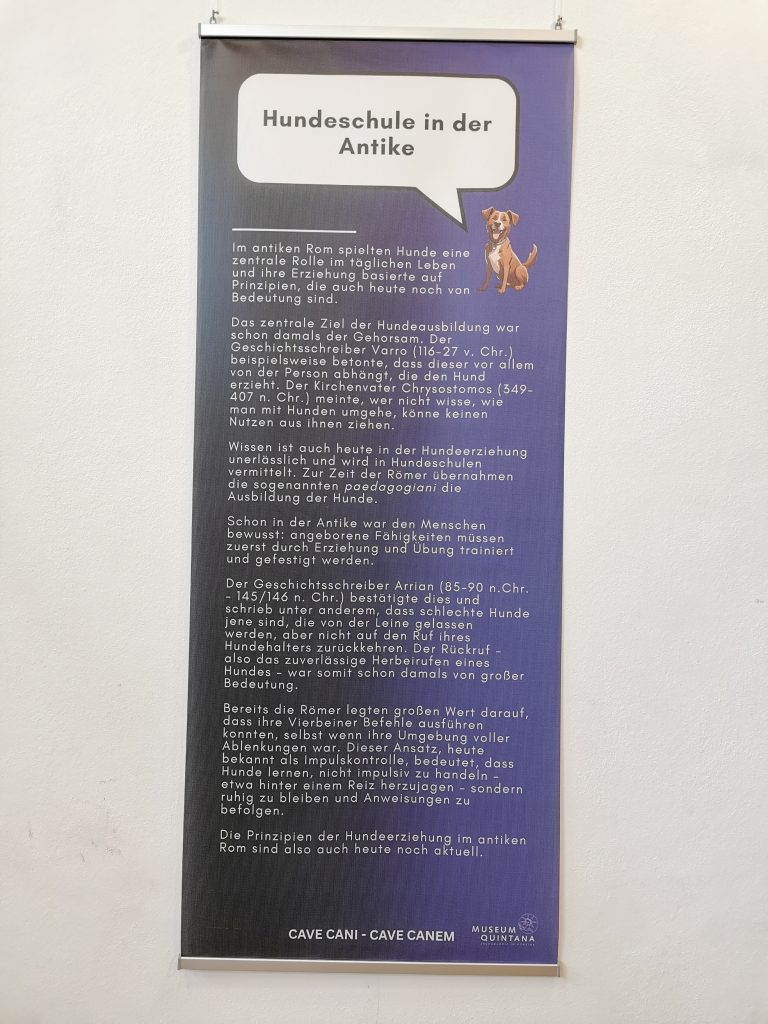 Hundeschule in der
Antike
Im antiken Rom spielten Hunde eine
zentrale Rolle im täglichen Leben
und ihre Erziehung basierte auf
Prinzipien, die auch heute noch von
Bedeutung sind.
Das zentrale Ziel der Hundeausbildung war
schon damals der Gehorsam. Der
Geschichtsschreiber Varro (116-27 v. Chr.)
beispielsweise betonte, dass dieser vor allem
von der Person abhängt, die den Hund
erzieht. Der Kirchenvater Chrysostomos (349-
407 n. Chr.) meinte, wer nicht wisse, wie
man mit Hunden umgehe, könne keinen
Nutzen aus ihnen ziehen.
Wissen ist auch heute in der Hundeerziehung
unerlässlich und wird in Hundeschulen
vermittelt. Zur Zeit der Römer übernahmen
die sogenannten paedagogiani die
Ausbildung der Hunde.
Schon in der Antike war den Menschen
bewusst: angeborene Fähigkeiten müssen
zuerst durch Erziehung und Übung trainiert
und gefestigt werden.
Der Geschichtsschreiber Arrian (85-90 n.Chr.
- 145/146 n. Chr.) bestätigte dies und
schrieb unter anderem, dass schlechte Hunde
jene sind, die von der Leine gelassen
werden, aber nicht auf den Ruf ihres
Hundehalters zurückkehren. Der Rückruf -
also das zuverlässige Herbeirufen eines
Hundes - war somit schon damals von großer
Bedeutung.
Bereits die Römer legten großen Wert darauf,
dass ihre Vierbeiner Befehle ausführen
konnten, selbst wenn ihre Umgebung voller
Ablenkungen war. Dieser Ansatz, heute
bekannt als Impulskontrolle, bedeutet, dass
Hunde lernen, nicht impulsiv zu handeln -
etwa hinter einem Reiz herzujagen - sondern
ruhig zu bleiben und Anweisungen zu
befolgen.
Die Prinzipien der Hundeerziehung im antiken
Rom sind also auch heute noch aktuell.
CAVE CANI - CAVE CANEM
MUSEUM
QUINTANA